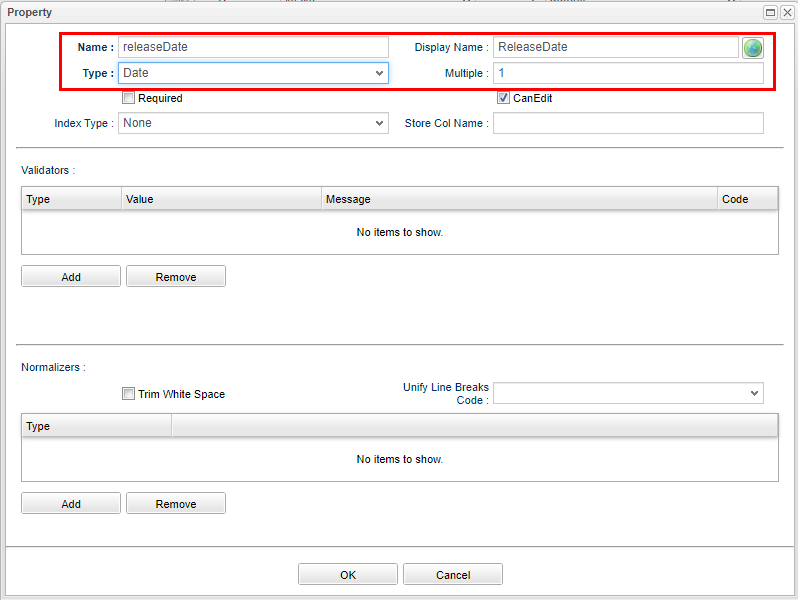 Property
Name : releaseDate Display Name : ReleaseDate
Type : Date Multiple : 1
Required CanEdit
Index Type : None Store Col Name :
Validators :
Type Value Message Code
No items to show.
Add Remove
Normalizers :
Trim White Space Unify Line Breaks
Code :
Type
No items to show.
Add Remove
OK Cancel